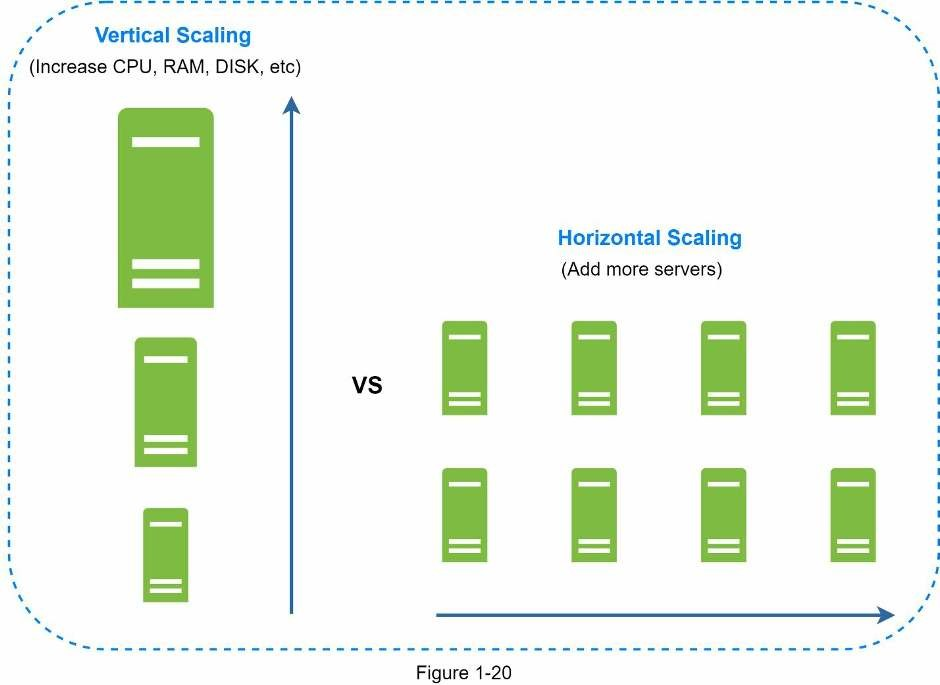 Vertical Scaling
(Increase CPU, RAM, DISK, etc)
Horizontal Scaling
(Add more servers)
VS
Figure 1-20